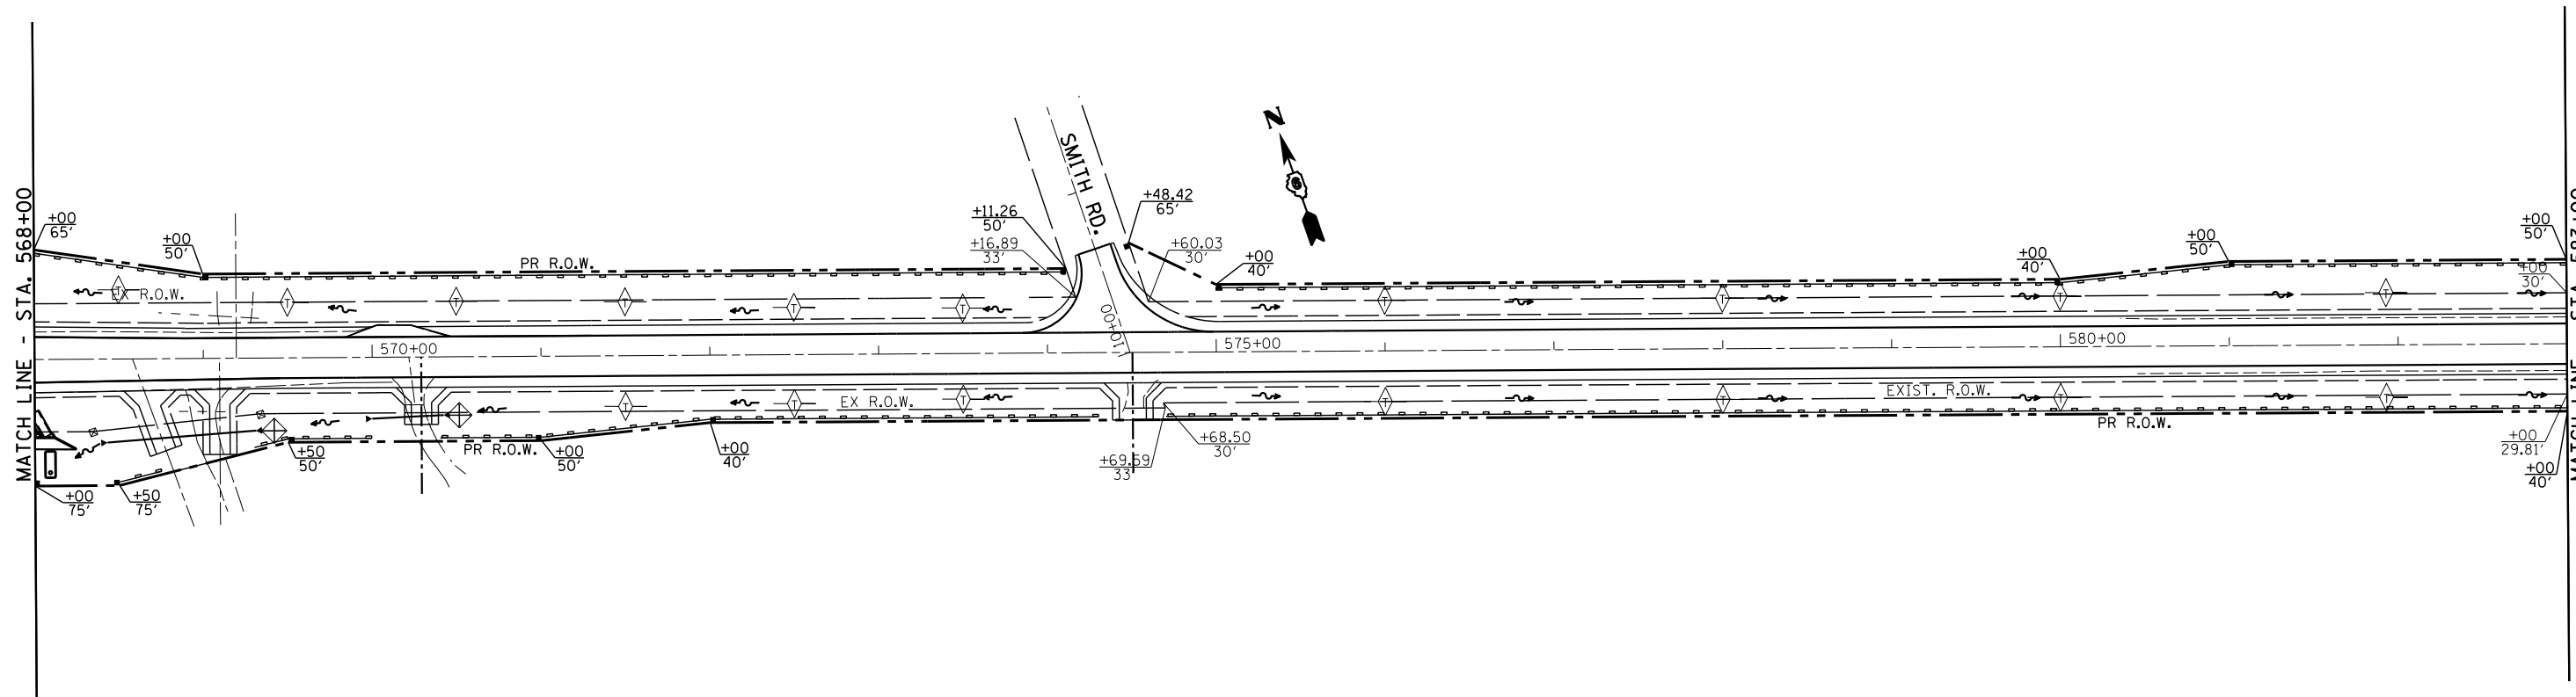 MATCH LINE - STA. 568+00
+00
65'
+00
50'
PR R.O.W.
EX R.O.W.
+11.26
50'
+16.89
33'
SMITH RD.
10+00
+48.42
65'
+60.03
30'
N
+00
40'
+00
40'
+00
50'
+00
50'
+00
30'
T
T
T
T
T
T
T
T
T
T
570+00
575+00
580+00
EX R.O.W.
EXIST. R.O.W.
T
T
T
T
T
T
T
T
PR R.O.W.
PR R.O.W.
+00
75'
+50
75'
+50
50'
+00
50'
+00
40'
+69.59
33'
+68.50
30'
+00
29.81'
+00
40'